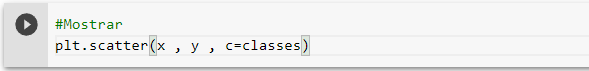 #Mostrar
plt.scatter(x , y , c=classes)